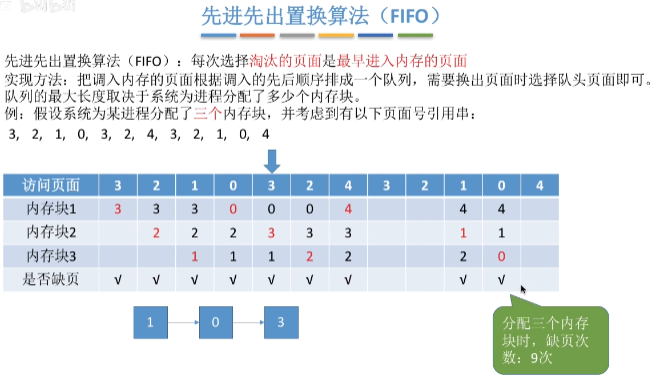 先进先出置换算法（FIFO）
先进先出置换算法（FIFO）：每次选择淘汰的页面是最早进入内存的页面
实现方法：把调入内存的页面根据调入的先后顺序排成一个队列，需要换出页面时选择队头页面即可。
队列的最大长度取决于系统为进程分配了多少个内存块。
例：假设系统为某进程分配了三个内存块，并考虑到有以下页面号引用串：
3, 2, 1, 0, 3, 2, 4, 3, 2, 1, 0, 4
访问页面 3 2 1 0 3 2 4 3 2 1 0 4
内存块1 3 3 3 0 0 0 4 4 4
内存块2 2 2 2 3 3 3 1 1
内存块3 1 1 1 2 2 2 0
是否缺页 √ √ √ √ √ √ √ √ √
1 0 3
分配三个内存
块时，缺页次
数：9次